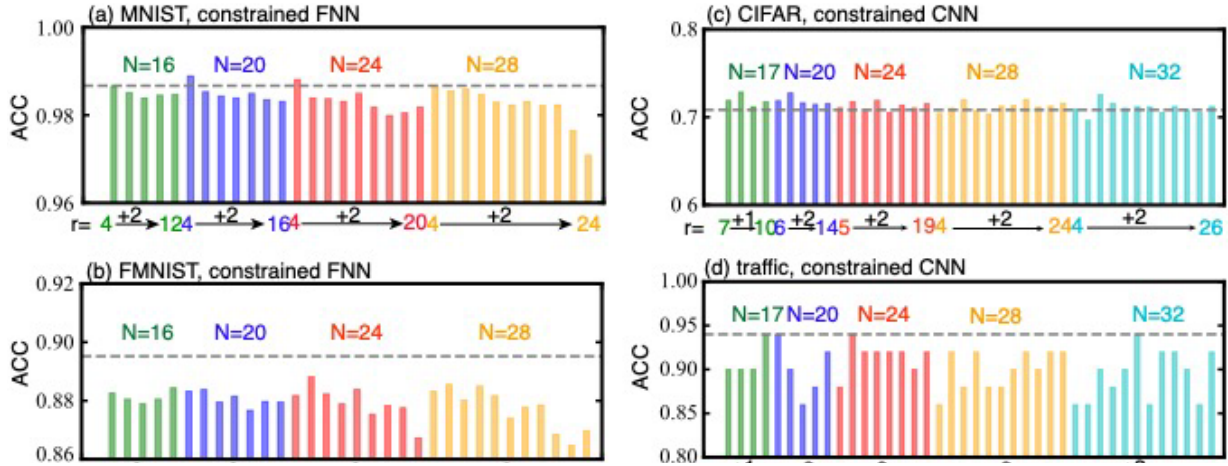 (a) MNIST, constrained FNN
1.00
0.98
0.96
ACC
N=16 N=20 N=24 N=28
+2 +2 +2 +2
r= 4 12 4 16 4 20 4 24
(c) CIFAR, constrained CNN
0.8
0.7
0.6
ACC
N=17 N=20 N=24 N=28 N=32
+1 +2 +2 +2 +2
r= 7 10 6 14 5 19 4 24 4 26
(b) FMNIST, constrained FNN
0.92
0.90
0.88
0.86
ACC
N=16 N=20 N=24 N=28
(d) traffic, constrained CNN
1.00
0.95
0.90
0.85
0.80
ACC
N=17 N=20 N=24 N=28 N=32